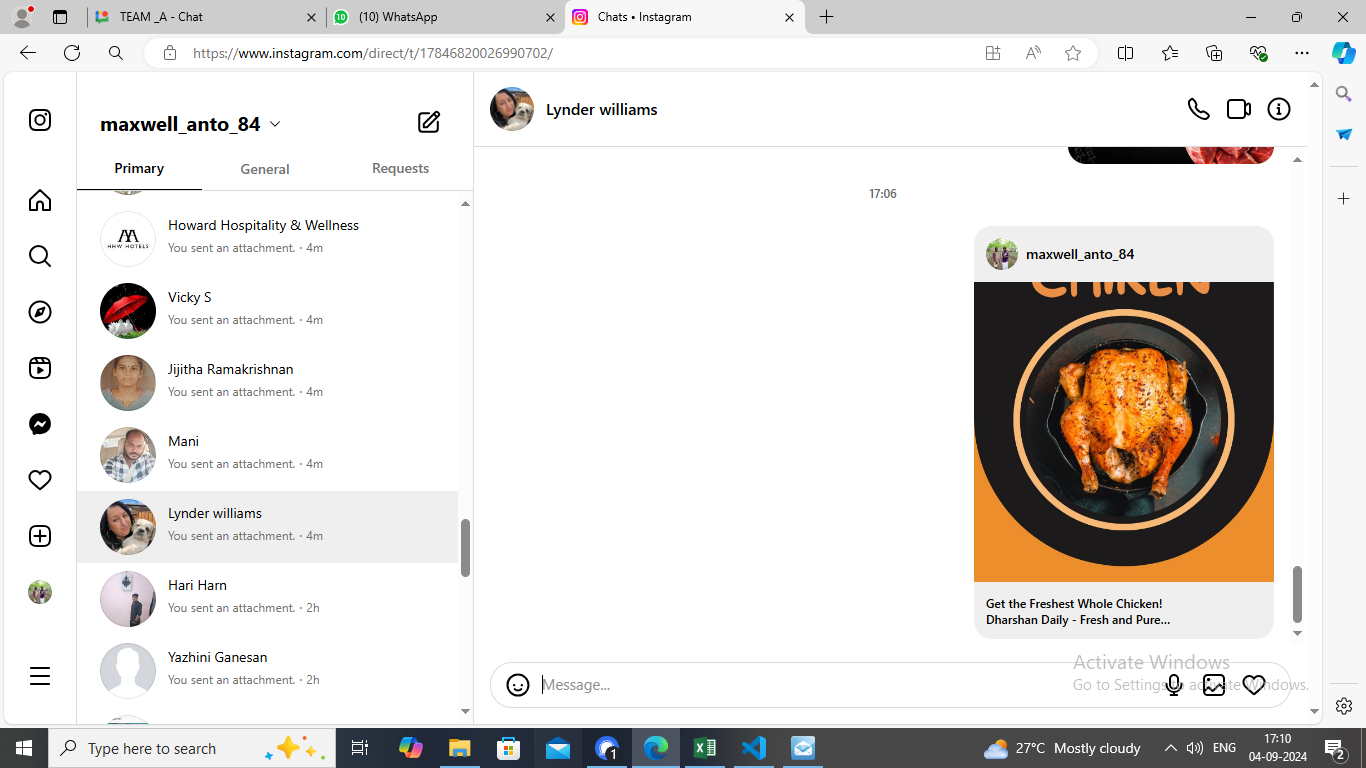 TEAM _A - Chat
(10) WhatsApp
Chats • Instagram
https://www.instagram.com/direct/t/17846820026990702/
maxwell_anto_84
Primary
General
Requests
Howard Hospitality & Wellness
You sent an attachment. · 4m
Vicky S
You sent an attachment. · 4m
Jijitha Ramakrishnan
You sent an attachment. · 4m
Mani
You sent an attachment. · 4m
Lynder williams
You sent an attachment. · 4m
Hari Harn
You sent an attachment. · 2h
Yazhini Ganesan
You sent an attachment. · 2h
HHW HOTELS
Lynder williams
17:06
maxwell_anto_84
CHIKEN
Get the Freshest Whole Chicken!
Dharshan Daily - Fresh and Pure...
Message...
Activate Windows
Go to Settings to activate Windows.
Type here to search
27°C Mostly cloudy
ENG
17:10
04-09-2024
2